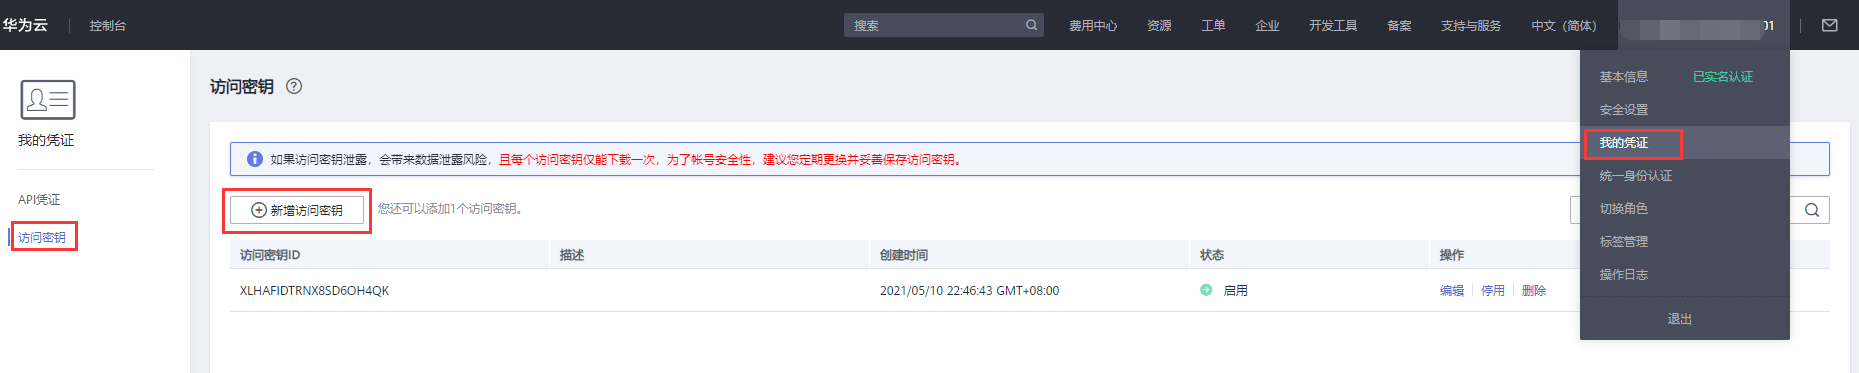 华为云 控制台 搜索 费用中心 资源 工单 企业 开发工具 备案 支持与服务 中文（简体） 01
我的凭证
API凭证
访问密钥
访问密钥
如果访问密钥泄露，会带来数据泄露风险，且每个访问密钥仅能下载一次，为了帐号安全性，建议您定期更换并妥善保存访问密钥。
新增访问密钥 您还可以添加1个访问密钥。
访问密钥ID 描述 创建时间 状态 操作
XLHAFIDTRNX8SD6OH4QK 2021/05/10 22:46:43 GMT+08:00 启用 编辑 停用 删除
基本信息 已实名认证
安全设置
我的凭证
统一身份认证
切换角色
标签管理
操作日志
退出